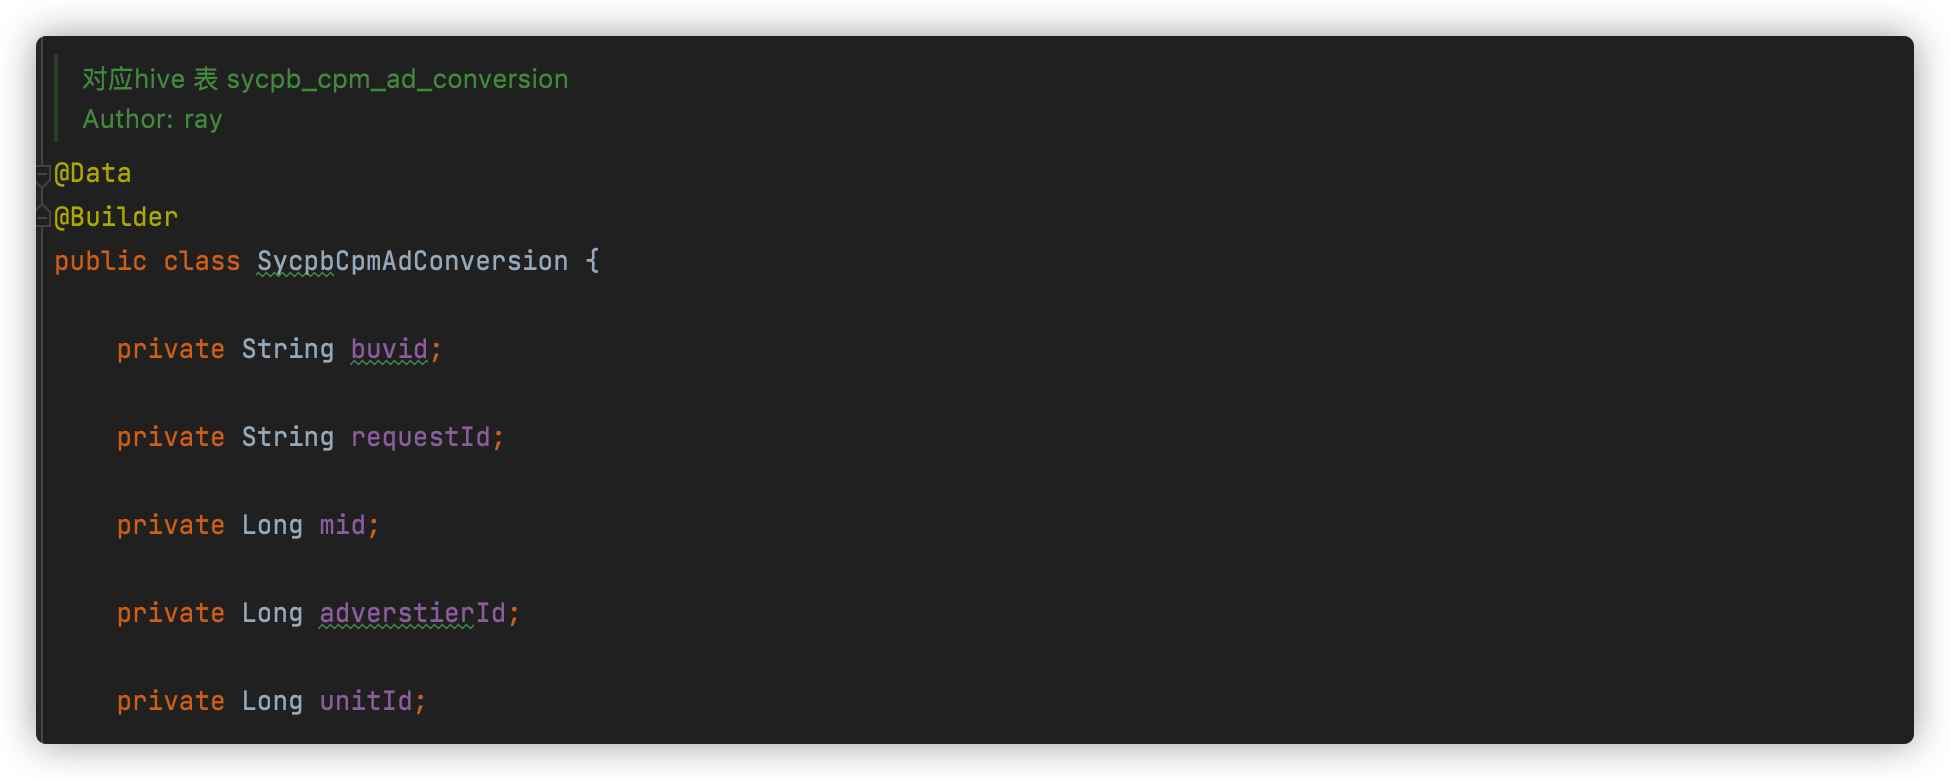 对应hive 表 sycpb_cpm_ad_conversion
Author: ray
@Data
@Builder
public class SycpbCpmAdConversion {
private String buvid;
private String requestId;
private Long mid;
private Long adverstierId;
private Long unitId;